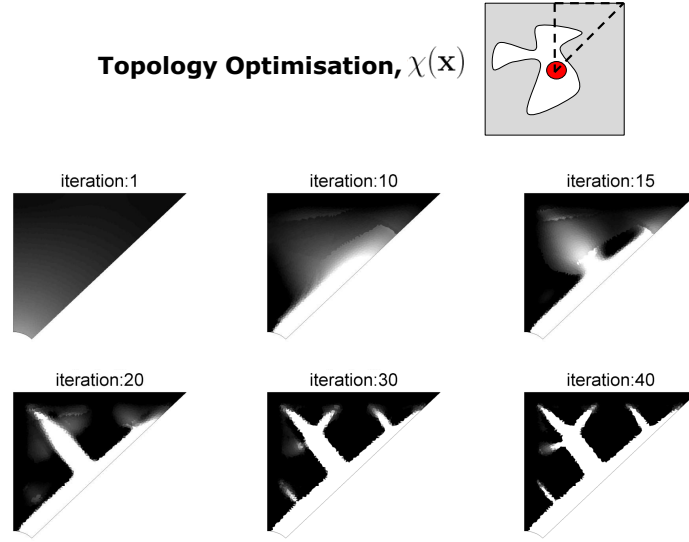 Topology Optimisation, χ(x)
iteration:1
iteration:10
iteration:15
iteration:20
iteration:30
iteration:40